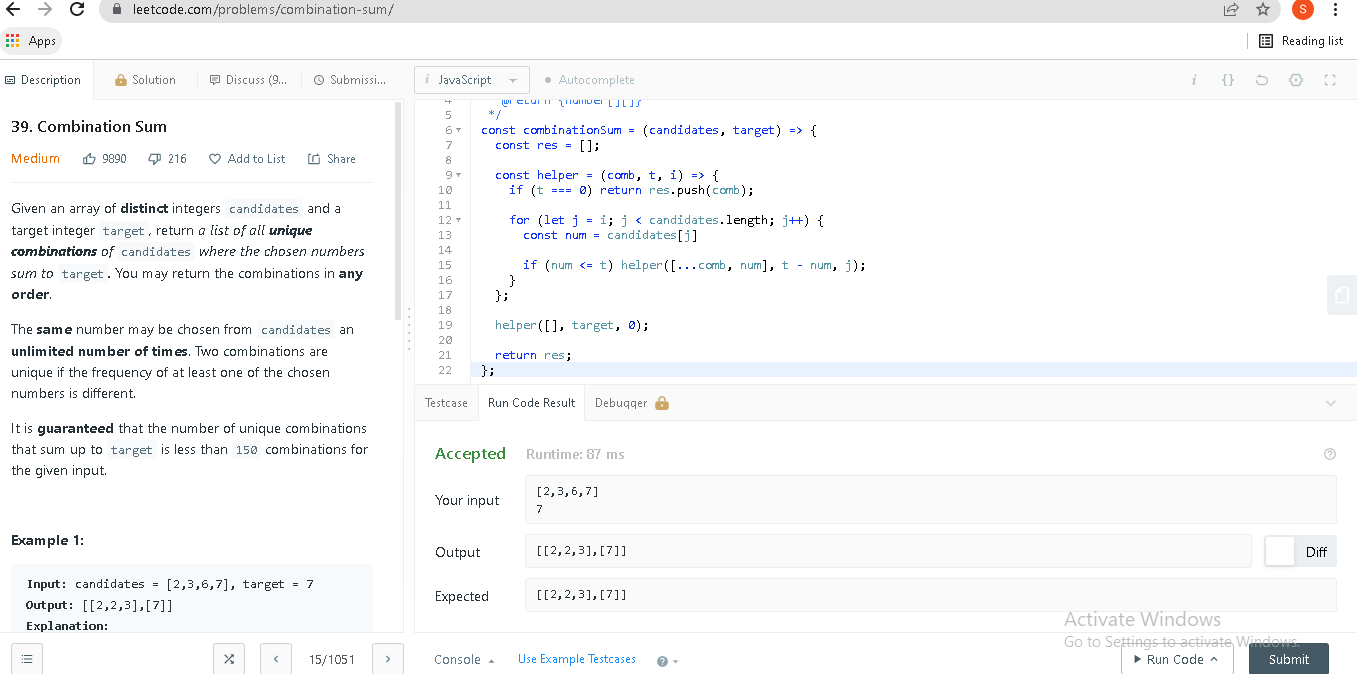 leetcode.com/problems/combination-sum/
S
Apps
Reading list
Description
Solution
Discuss (9...
Submissi...
i JavaScript
Autocomplete
i {}
39. Combination Sum
Medium 9890 216 Add to List Share
Given an array of distinct integers candidates and a
target integer target, return a list of all unique
combinations of candidates where the chosen numbers
sum to target. You may return the combinations in any
order.
The same number may be chosen from candidates an
unlimited number of times. Two combinations are
unique if the frequency of at least one of the chosen
numbers is different.
It is guaranteed that the number of unique combinations
that sum up to target is less than 150 combinations for
the given input.
Example 1:
Input: candidates = [2,3,6,7], target = 7
Output: [[2,2,3],[7]]
Explanation:
15/1051
4 @return {number[][]}
5 */
6 const combinationSum = (candidates, target) => {
7 const res = [];
8
9 const helper = (comb, t, i) => {
10 if (t === 0) return res.push(comb);
11
12 for (let j = i; j < candidates.length; j++) {
13 const num = candidates[j]
14
15 if (num <= t) helper([...comb, num], t - num, j);
16 }
17 };
18
19 helper([], target, 0);
20
21 return res;
22 };
Testcase
Run Code Result
Debugger
Accepted Runtime: 87 ms
Your input
[2,3,6,7]
7
Output
[[2,2,3],[7]]
Diff
Expected
[[2,2,3],[7]]
Activate Windows
Go to Settings to activate Windows.
Console
Use Example Testcases
Run Code
Submit